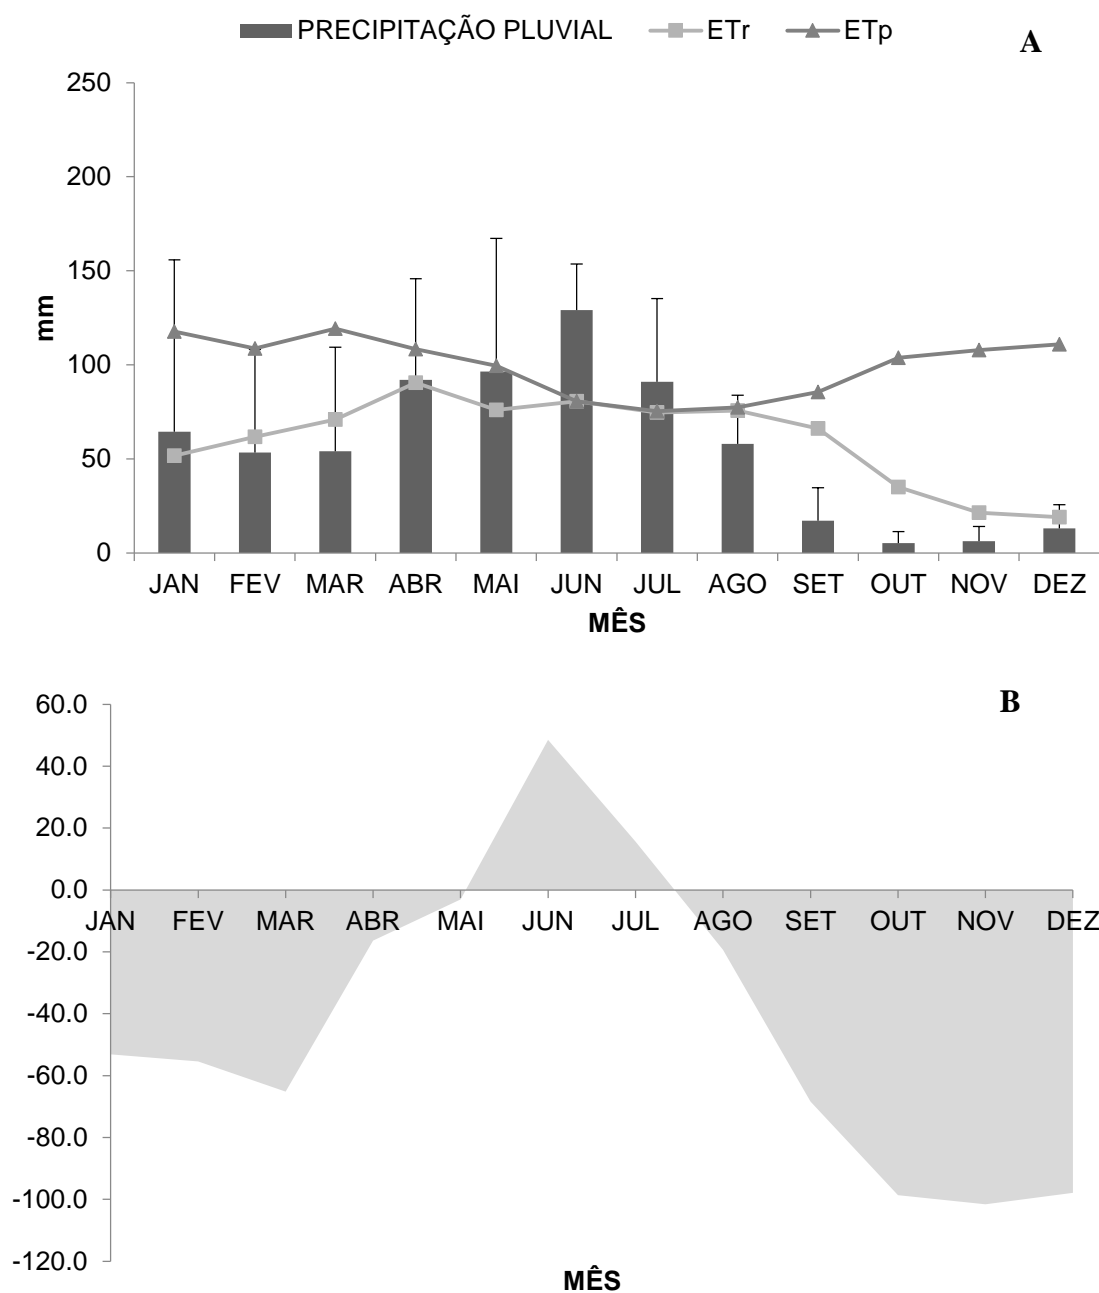 PRECIPITAÇÃO PLUVIAL ETr ETp
A
250
200
150
100
50
0
mm
JAN FEV MAR ABR MAI JUN JUL AGO SET OUT NOV DEZ
MÊS
B
60.0
40.0
20.0
0.0
JAN FEV MAR ABR MAI JUN JUL AGO SET OUT NOV DEZ
-20.0
-40.0
-60.0
-80.0
-100.0
-120.0
MÊS